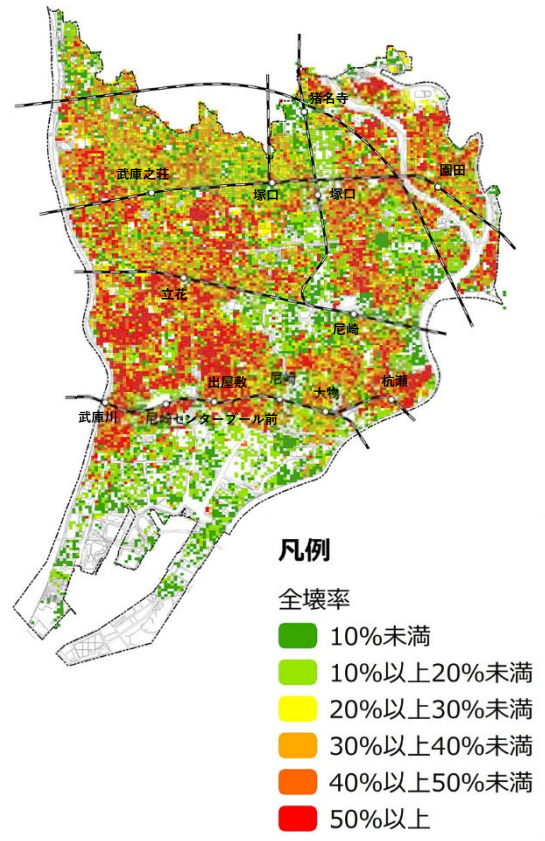 猪名寺
武庫之荘
園田
塚口
塚口
立花
尼崎
出屋敷
尼崎
大物
杭瀬
武庫川
尼崎センタープール前
凡例
全壊率
10%未満
10%以上20%未満
20%以上30%未満
30%以上40%未満
40%以上50%未満
50%以上